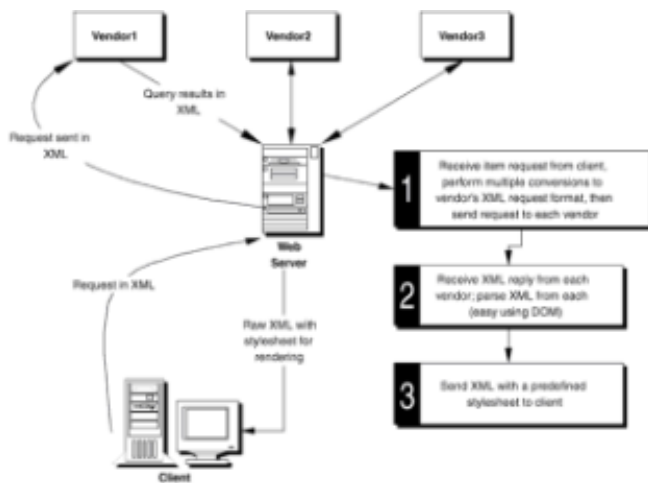 Vendor1
Vendor2
Vendor3
Query results in
XML
Request sent in
XML
1
Receive item request from client,
perform multiple conversions to
vendor's XML request format, then
send request to each vendor
Web
Server
Request in XML
2
Receive XML reply from each
vendor; parse XML from each
(easy using DOM)
Raw XML with
stylesheet for
rendering
3
Send XML with a predefined
stylesheet to client
Client